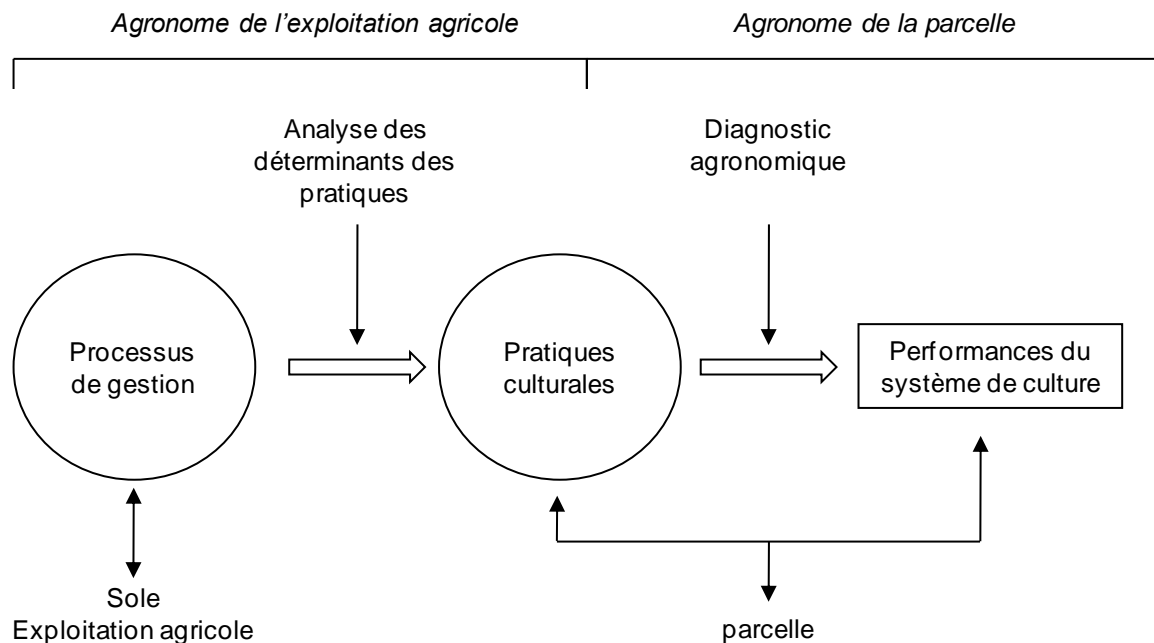 Agronome de l'exploitation agricole
Agronome de la parcelle
Analyse des
déterminants des
pratiques
Diagnostic
agronomique
Processus
de gestion
Pratiques
culturales
Performances du
système de culture
Sole
Exploitation agricole
parcelle